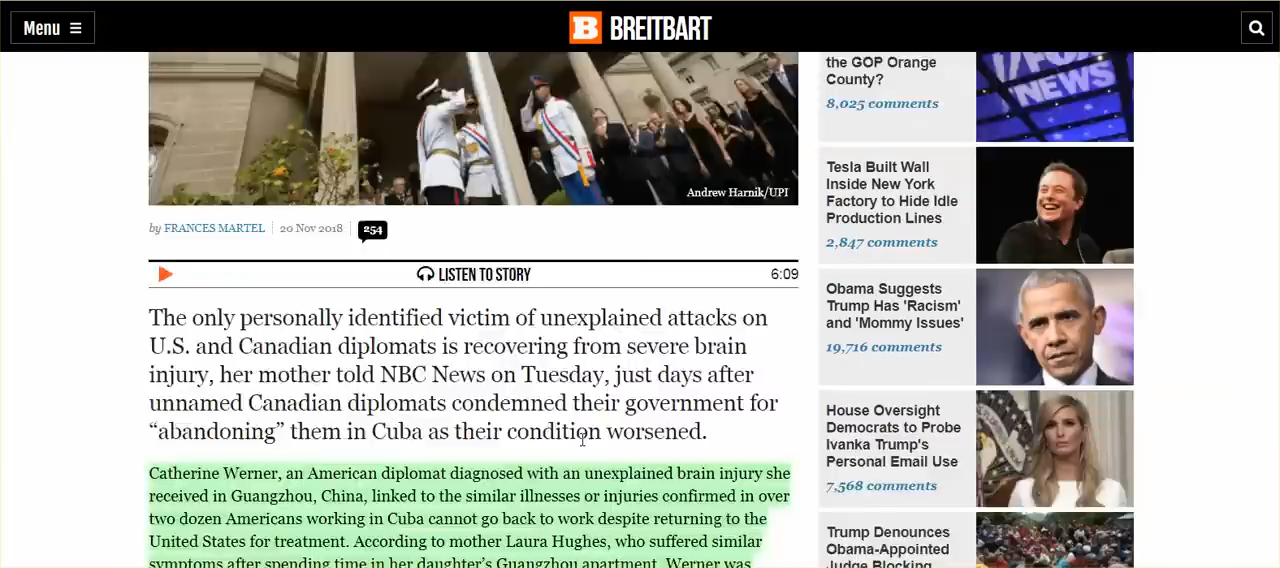 Menu
B BREITBART
Andrew Harnik/UPI
by FRANCES MARTEL 20 Nov 2018 254
LISTEN TO STORY 6:09
The only personally identified victim of unexplained attacks on
U.S. and Canadian diplomats is recovering from severe brain
injury, her mother told NBC News on Tuesday, just days after
unnamed Canadian diplomats condemned their government for
“abandoning” them in Cuba as their condition worsened.
Catherine Werner, an American diplomat diagnosed with an unexplained brain injury she
received in Guangzhou, China, linked to the similar illnesses or injuries confirmed in over
two dozen Americans working in Cuba cannot go back to work despite returning to the
United States for treatment. According to mother Laura Hughes, who suffered similar
symptoms after spending time in her daughter’s Guangzhou apartment, Werner was
the GOP Orange
County?
8,025 comments
FOX
NEWS
Tesla Built Wall
Inside New York
Factory to Hide Idle
Production Lines
2,847 comments
Obama Suggests
Trump Has 'Racism'
and 'Mommy Issues'
19,716 comments
House Oversight
Democrats to Probe
Ivanka Trump's
Personal Email Use
7,568 comments
Trump Denounces
Obama-Appointed
Judge Blocking